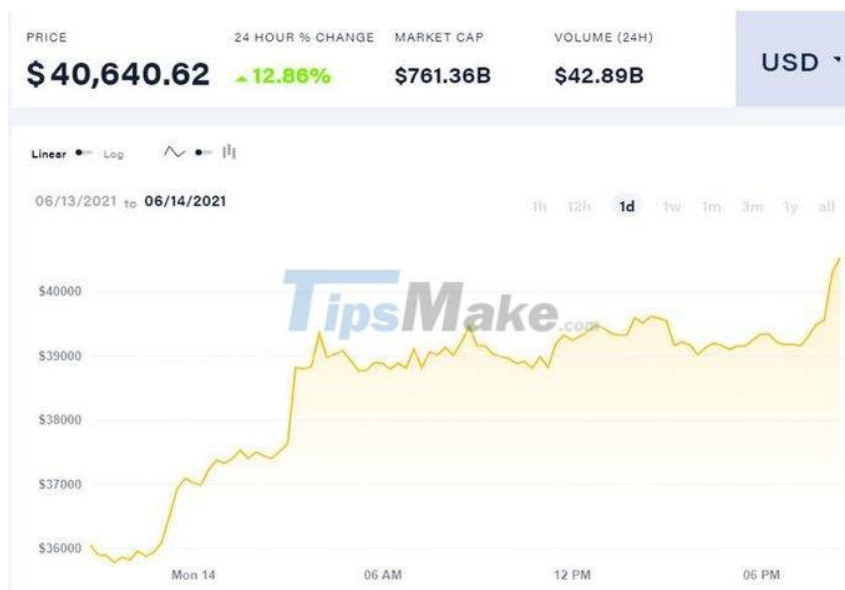 PRICE 24 HOUR % CHANGE MARKET CAP VOLUME (24H)
$40,640.62 12.86% $761.36B $42.89B USD
Linear Log
06/13/2021 to 06/14/2021 1h 12h 1d 1w 1m 3m 1y all
$40000
TipsMake.com
$39000
$38000
$37000
$36000
Mon 14 06 AM 12 PM 06 PM